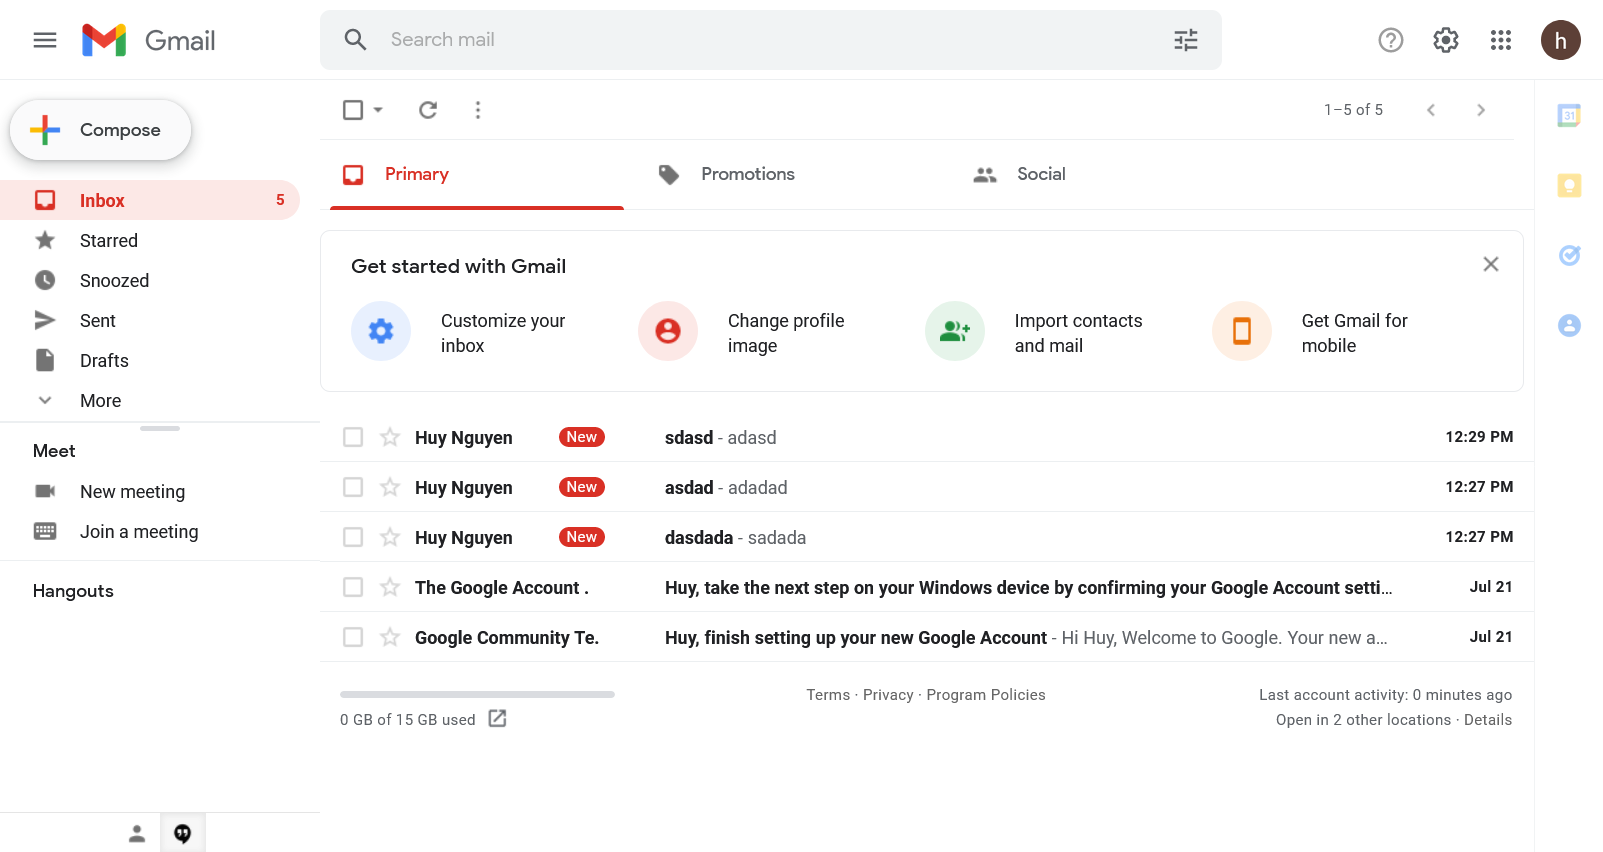 Gmail
Search mail
h
Compose
1–5 of 5
31
Primary
Promotions
Social
Inbox 5
Starred
Snoozed
Sent
Drafts
More
Get started with Gmail
Customize your
inbox
Change profile
image
Import contacts
and mail
Get Gmail for
mobile
Meet
New meeting
Join a meeting
Hangouts
Huy Nguyen New sdasd - adasd 12:29 PM
Huy Nguyen New asdad - adadad 12:27 PM
Huy Nguyen New dasdada - sadada 12:27 PM
The Google Account . Huy, take the next step on your Windows device by confirming your Google Account setti… Jul 21
Google Community Te. Huy, finish setting up your new Google Account - Hi Huy, Welcome to Google. Your new a… Jul 21
0 GB of 15 GB used
Terms · Privacy · Program Policies
Last account activity: 0 minutes ago
Open in 2 other locations · Details